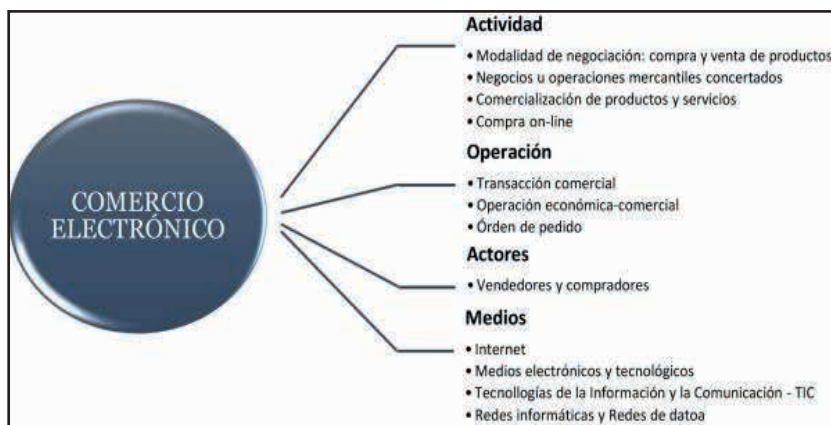 COMERCIO
ELECTRÓNICO
Actividad
• Modalidad de negociación: compra y venta de productos
• Negocios u operaciones mercantiles concertados
• Comercialización de productos y servicios
• Compra on-line
Operación
• Transacción comercial
• Operación económica-comercial
• Órden de pedido
Actores
• Vendedores y compradores
Medios
• Internet
• Medios electrónicos y tecnológicos
• Tecnollogías de la Información y la Comunicación - TIC
• Redes informáticas y Redes de datoa